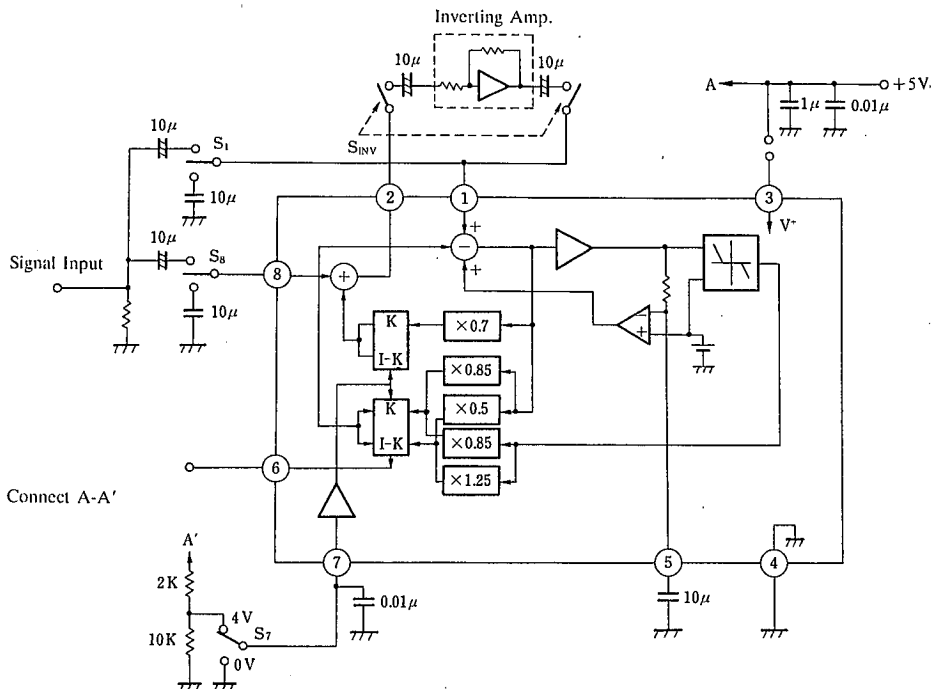 Inverting Amp.
10μ
10μ
A
+5V.
1μ
0.01μ
10μ
S1
SINV
10μ
2
1
3
V+
10μ
Signal Input
S8
8
+
+
−
+
10μ
K
×0.7
−
+
I-K
×0.85
K
×0.5
I-K
×0.85
6
×1.25
Connect A-A'
A'
7
5
4
2K
4V
0.01μ
10μ
10K
S7
0V